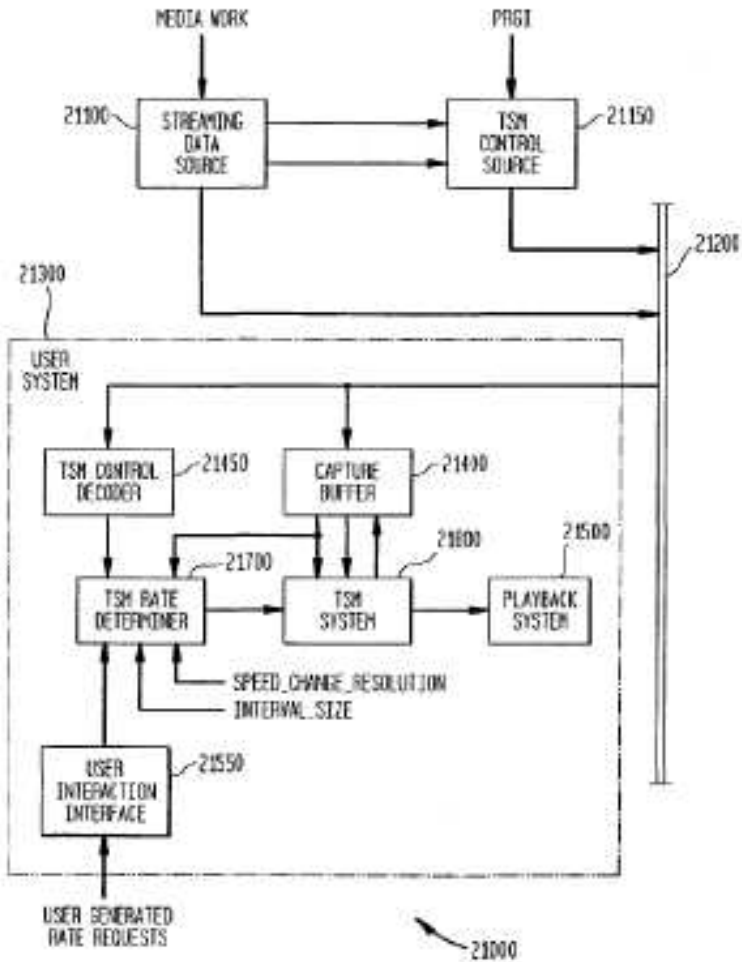 MEDIA WORK
PRGI
21100
STREAMING
DATA
SOURCE
TSM
CONTROL
SOURCE
21150
21200
21300
USER
SYSTEM
TSM CONTROL
DECODER
21450
CAPTURE
BUFFER
21400
21700
21800
21500
TSM RATE
DETERMINER
TSM
SYSTEM
PLAYBACK
SYSTEM
SPEED_CHANGE_RESOLUTION
INTERVAL_SIZE
USER
INTERACTION
INTERFACE
21550
USER GENERATED
RATE REQUESTS
21000